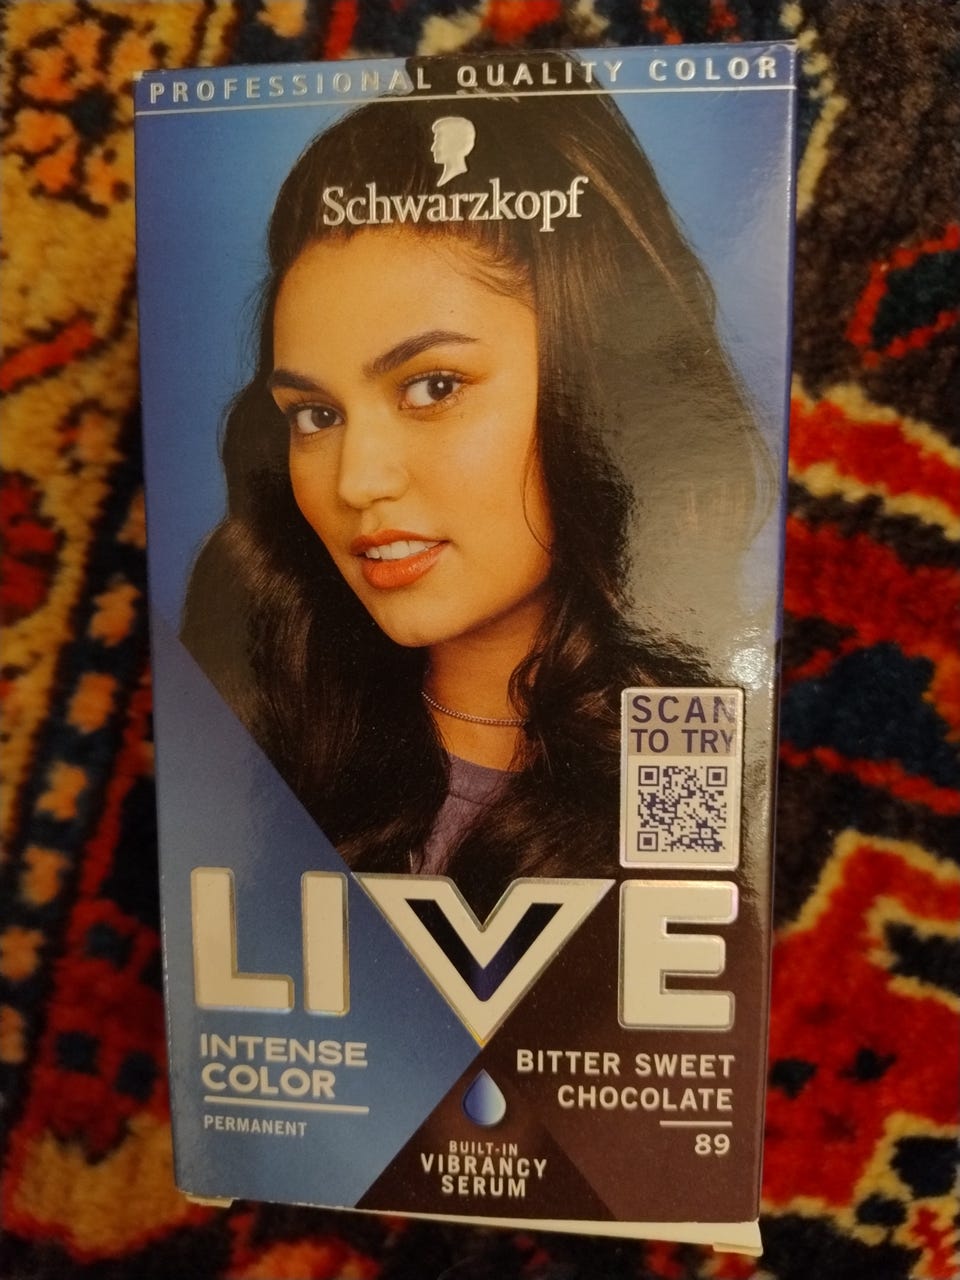 PROFESSIONAL QUALITY COLOR
Schwarzkopf
SCAN
TO TRY
LIVE
INTENSE
COLOR
PERMANENT
BITTER SWEET
CHOCOLATE
89
BUILT-IN
VIBRANCY
SERUM